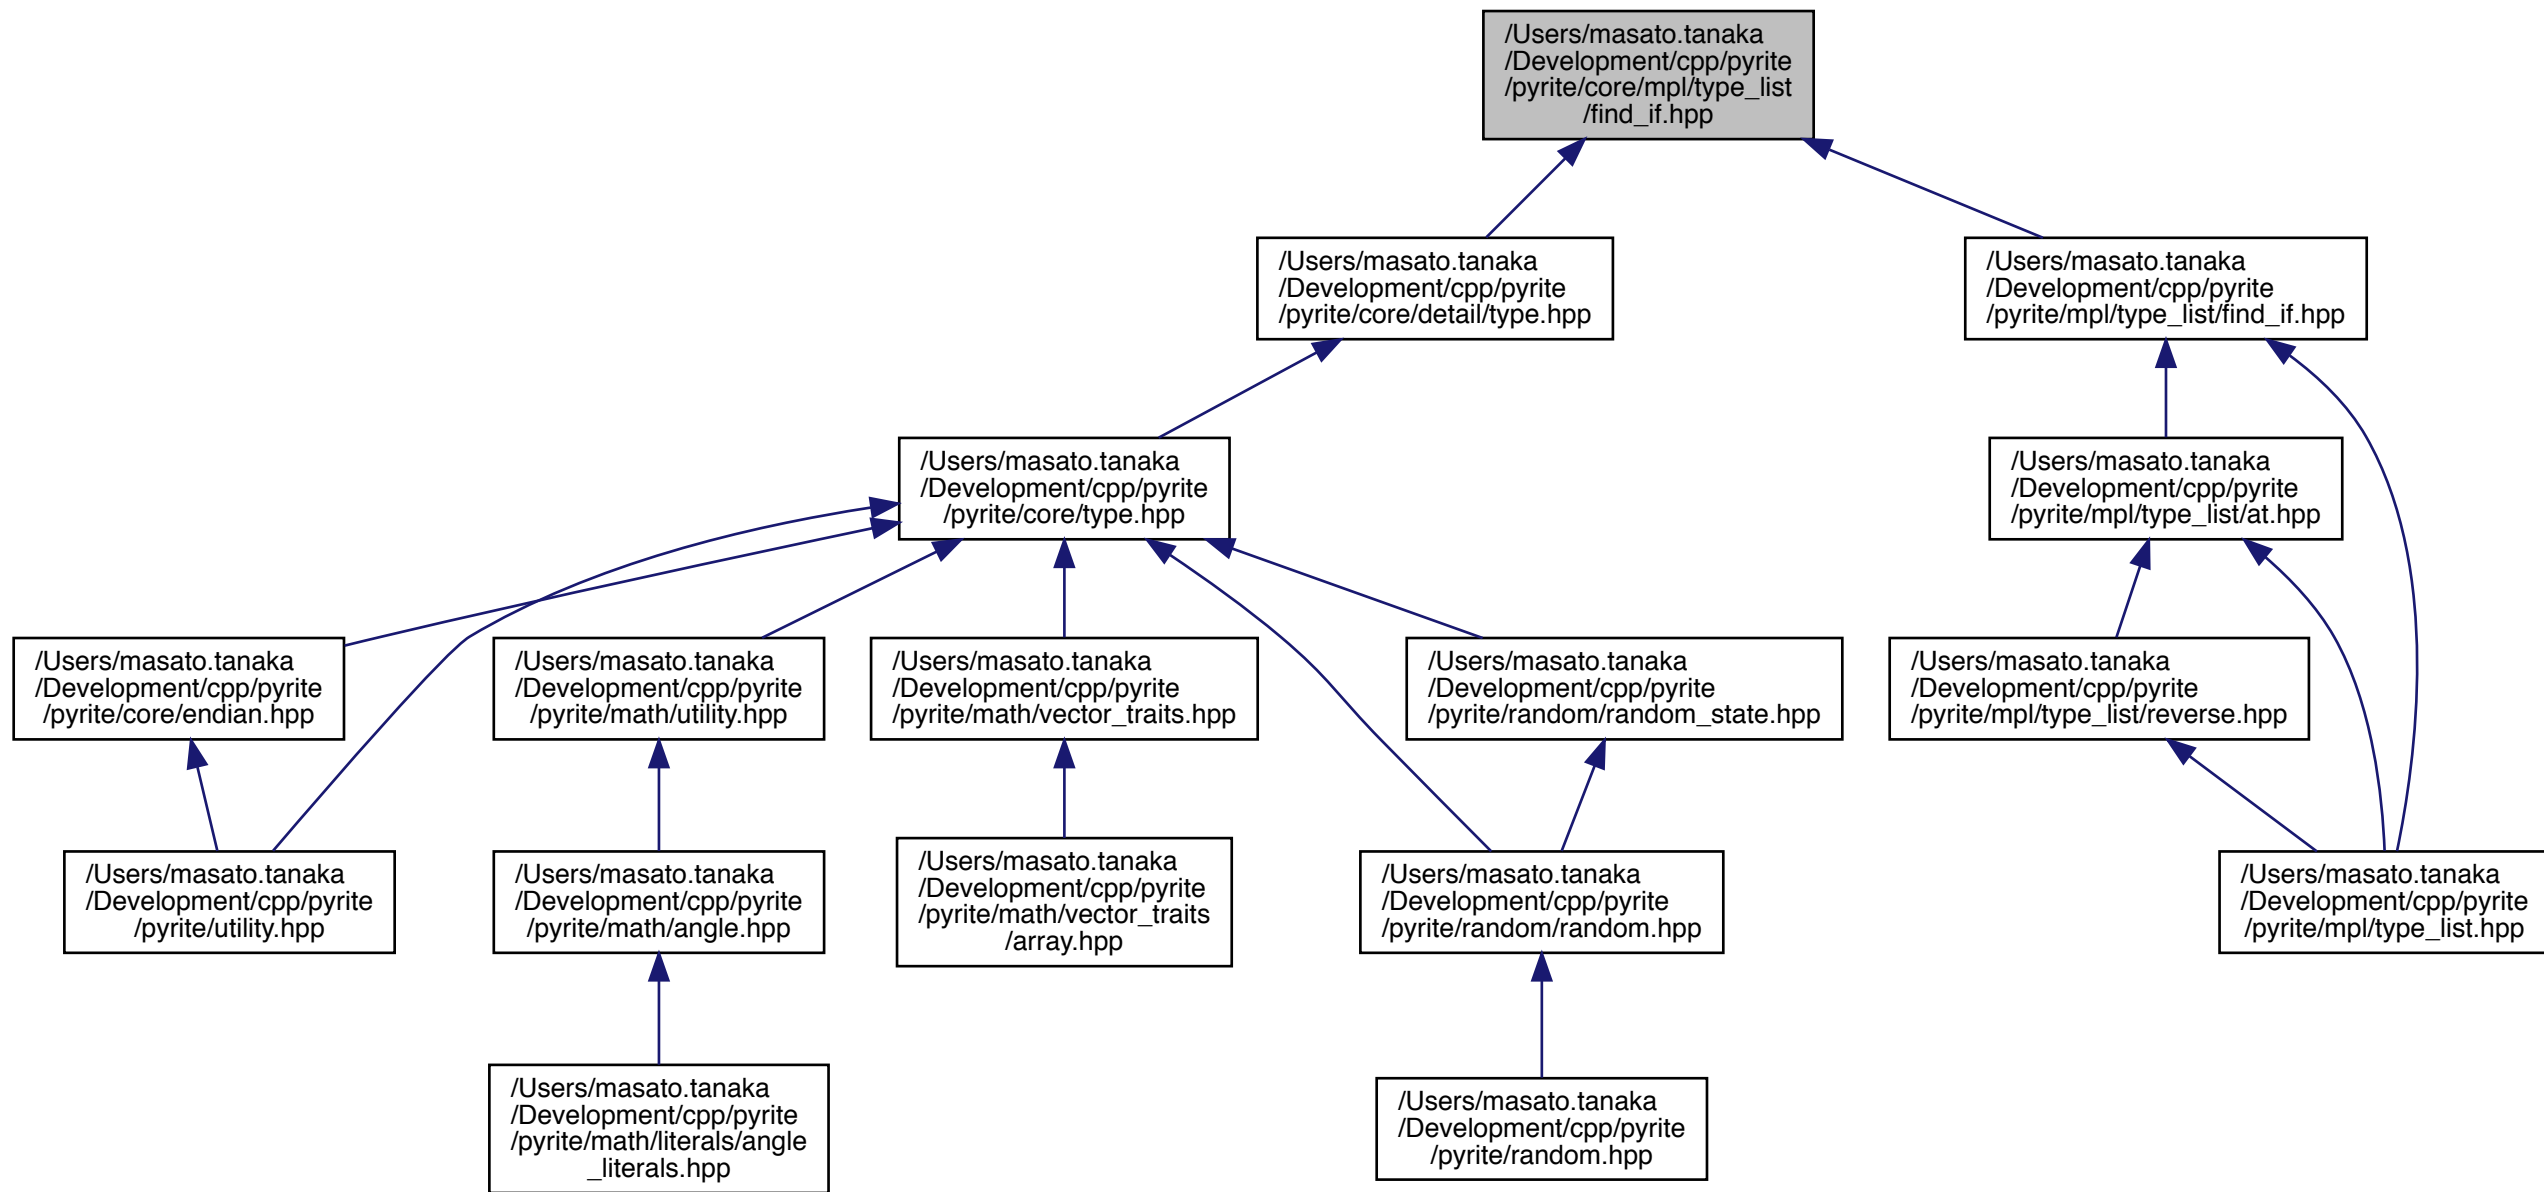 /Users/masato.tanaka
/Development/cpp/pyrite
/pyrite/core/mpl/type_list
/find_if.hpp
/Users/masato.tanaka
/Development/cpp/pyrite
/pyrite/core/detail/type.hpp
/Users/masato.tanaka
/Development/cpp/pyrite
/pyrite/mpl/type_list/find_if.hpp
/Users/masato.tanaka
/Development/cpp/pyrite
/pyrite/core/type.hpp
/Users/masato.tanaka
/Development/cpp/pyrite
/pyrite/mpl/type_list/at.hpp
/Users/masato.tanaka
/Development/cpp/pyrite
/pyrite/core/endian.hpp
/Users/masato.tanaka
/Development/cpp/pyrite
/pyrite/math/utility.hpp
/Users/masato.tanaka
/Development/cpp/pyrite
/pyrite/math/vector_traits.hpp
/Users/masato.tanaka
/Development/cpp/pyrite
/pyrite/random/random_state.hpp
/Users/masato.tanaka
/Development/cpp/pyrite
/pyrite/mpl/type_list/reverse.hpp
/Users/masato.tanaka
/Development/cpp/pyrite
/pyrite/utility.hpp
/Users/masato.tanaka
/Development/cpp/pyrite
/pyrite/math/angle.hpp
/Users/masato.tanaka
/Development/cpp/pyrite
/pyrite/math/vector_traits
/array.hpp
/Users/masato.tanaka
/Development/cpp/pyrite
/pyrite/random/random.hpp
/Users/masato.tanaka
/Development/cpp/pyrite
/pyrite/mpl/type_list.hpp
/Users/masato.tanaka
/Development/cpp/pyrite
/pyrite/math/literals/angle
_literals.hpp
/Users/masato.tanaka
/Development/cpp/pyrite
/pyrite/random.hpp